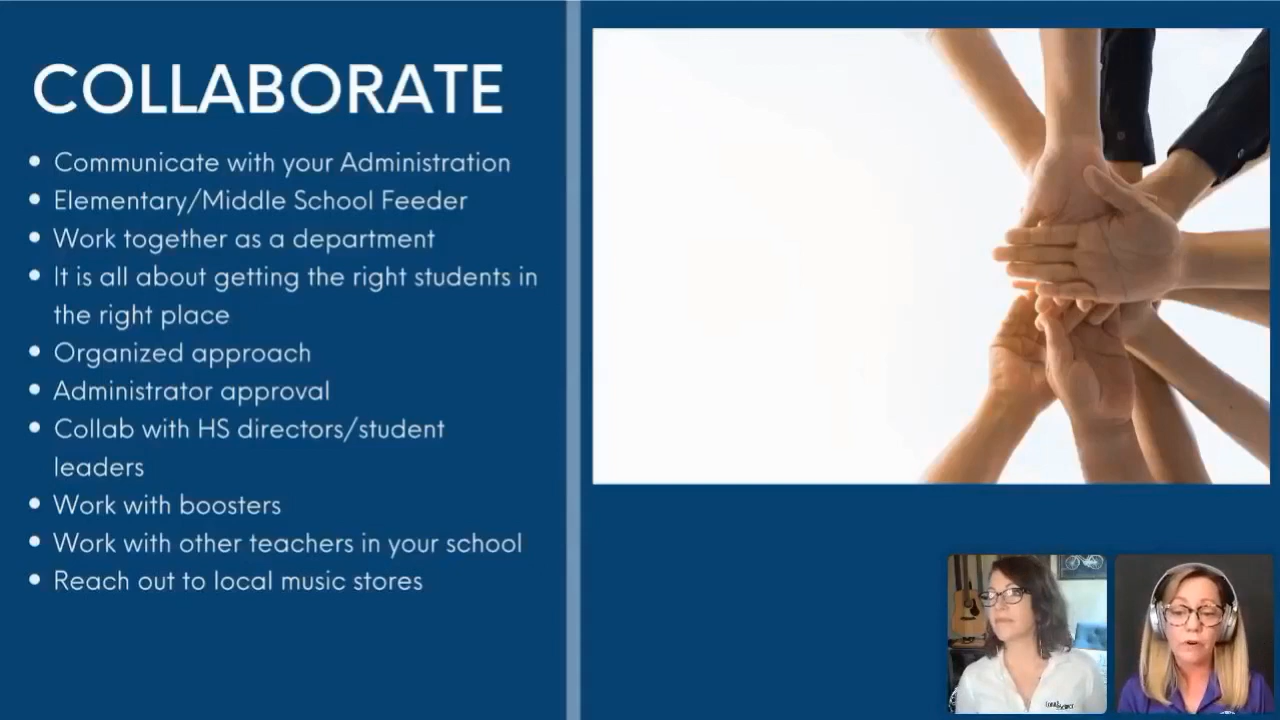 COLLABORATE
Communicate with your Administration
Elementary/Middle School Feeder
Work together as a department
It is all about getting the right students in
the right place
Organized approach
Administrator approval
Collab with HS directors/student
leaders
Work with boosters
Work with other teachers in your school
Reach out to local music stores